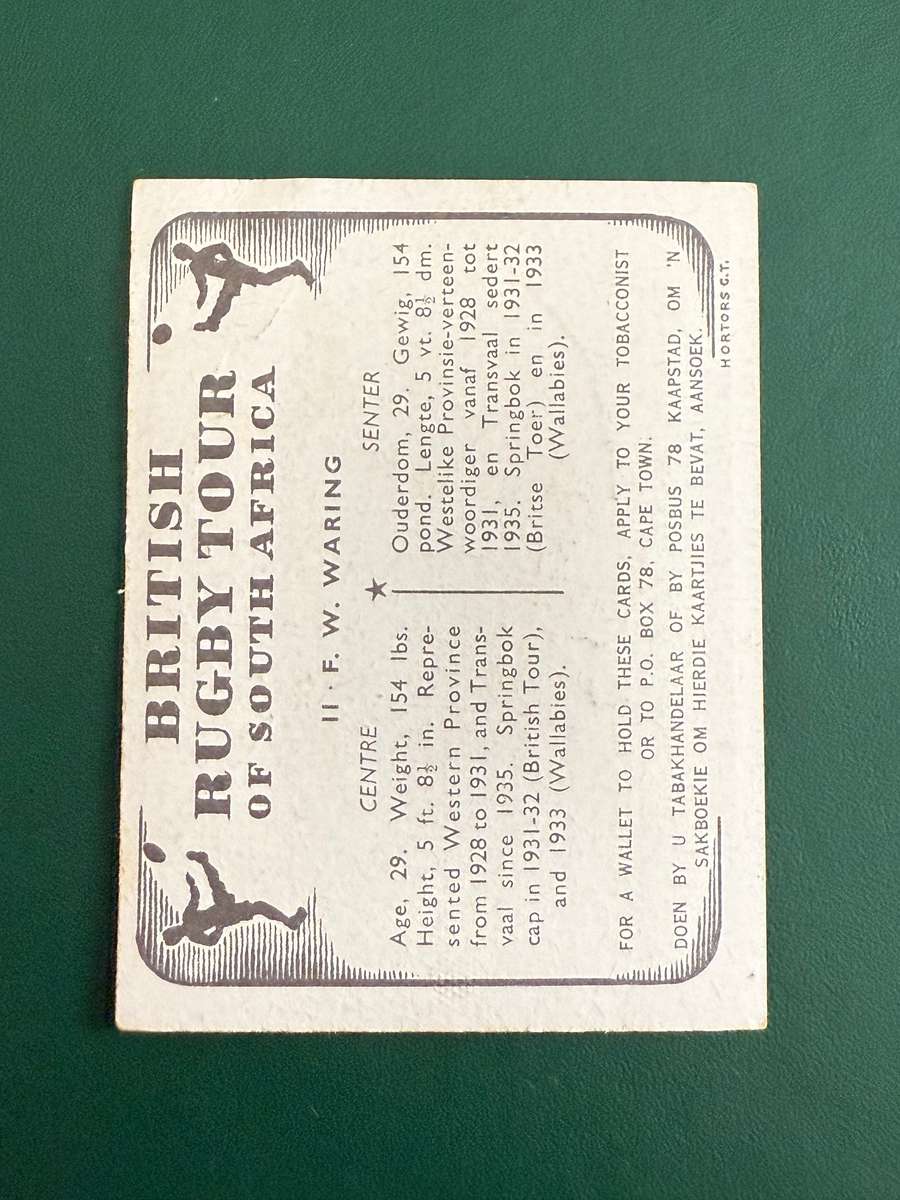 BRITISH
RUGBY TOUR
OF SOUTH AFRICA
11 · F. W. WARING
CENTRE
Age, 29. Weight, 154 lbs.
Height, 5 ft. 8½ in. Repre-
sented Western Province
from 1928 to 1931, and Trans-
vaal since 1935. Springbok
cap in 1931-32 (British Tour),
and 1933 (Wallabies).
SENTER
Ouderdom, 29. Gewig, 154
pond. Lengte, 5 vt. 8½ dm.
Westelike Provinsie-verteen-
woordiger vanaf 1928 tot
1931, en Transvaal sedert
1935. Springbok in 1931-32
(Britse Toer) en in 1933
(Wallabies).
FOR A WALLET TO HOLD THESE CARDS, APPLY TO YOUR TOBACCONIST
OR TO P.O. BOX 78, CAPE TOWN.
DOEN BY U TABAKHANDELAAR OF BY POSBUS 78 KAAPSTAD, OM 'N
SAKBOEKIE OM HIERDIE KAARTJIES TE BEVAT, AANSOEK.
HORTORS C.T.